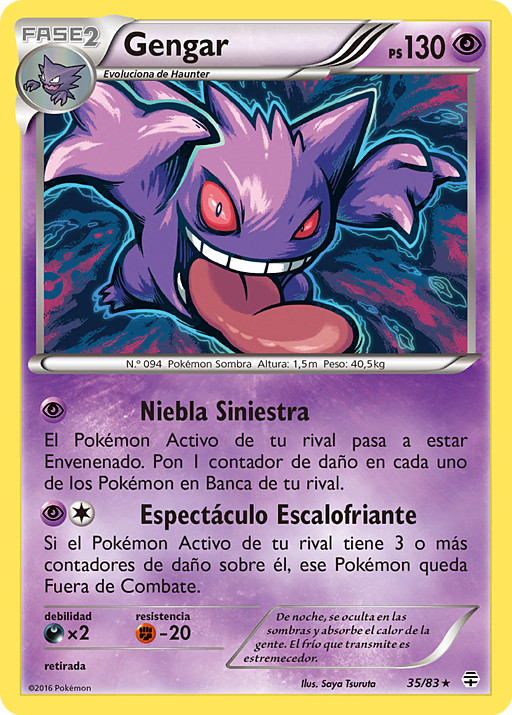 FASE2
Gengar
PS130
Evoluciona de Haunter
N.º 094 Pokémon Sombra Altura: 1,5m Peso: 40,5kg
Niebla Siniestra
El Pokémon Activo de tu rival pasa a estar
Envenenado. Pon 1 contador de daño en cada uno
de los Pokémon en Banca de tu rival.
Espectáculo Escalofriante
Si el Pokémon Activo de tu rival tiene 3 o más
contadores de daño sobre él, ese Pokémon queda
Fuera de Combate.
debilidad
×2
resistencia
-20
retirada
De noche, se oculta en las
sombras y absorbe el calor de la
gente. El frío que transmite es
estremecedor.
©2016 Pokémon
Ilus. Saya Tsuruta
35/83★